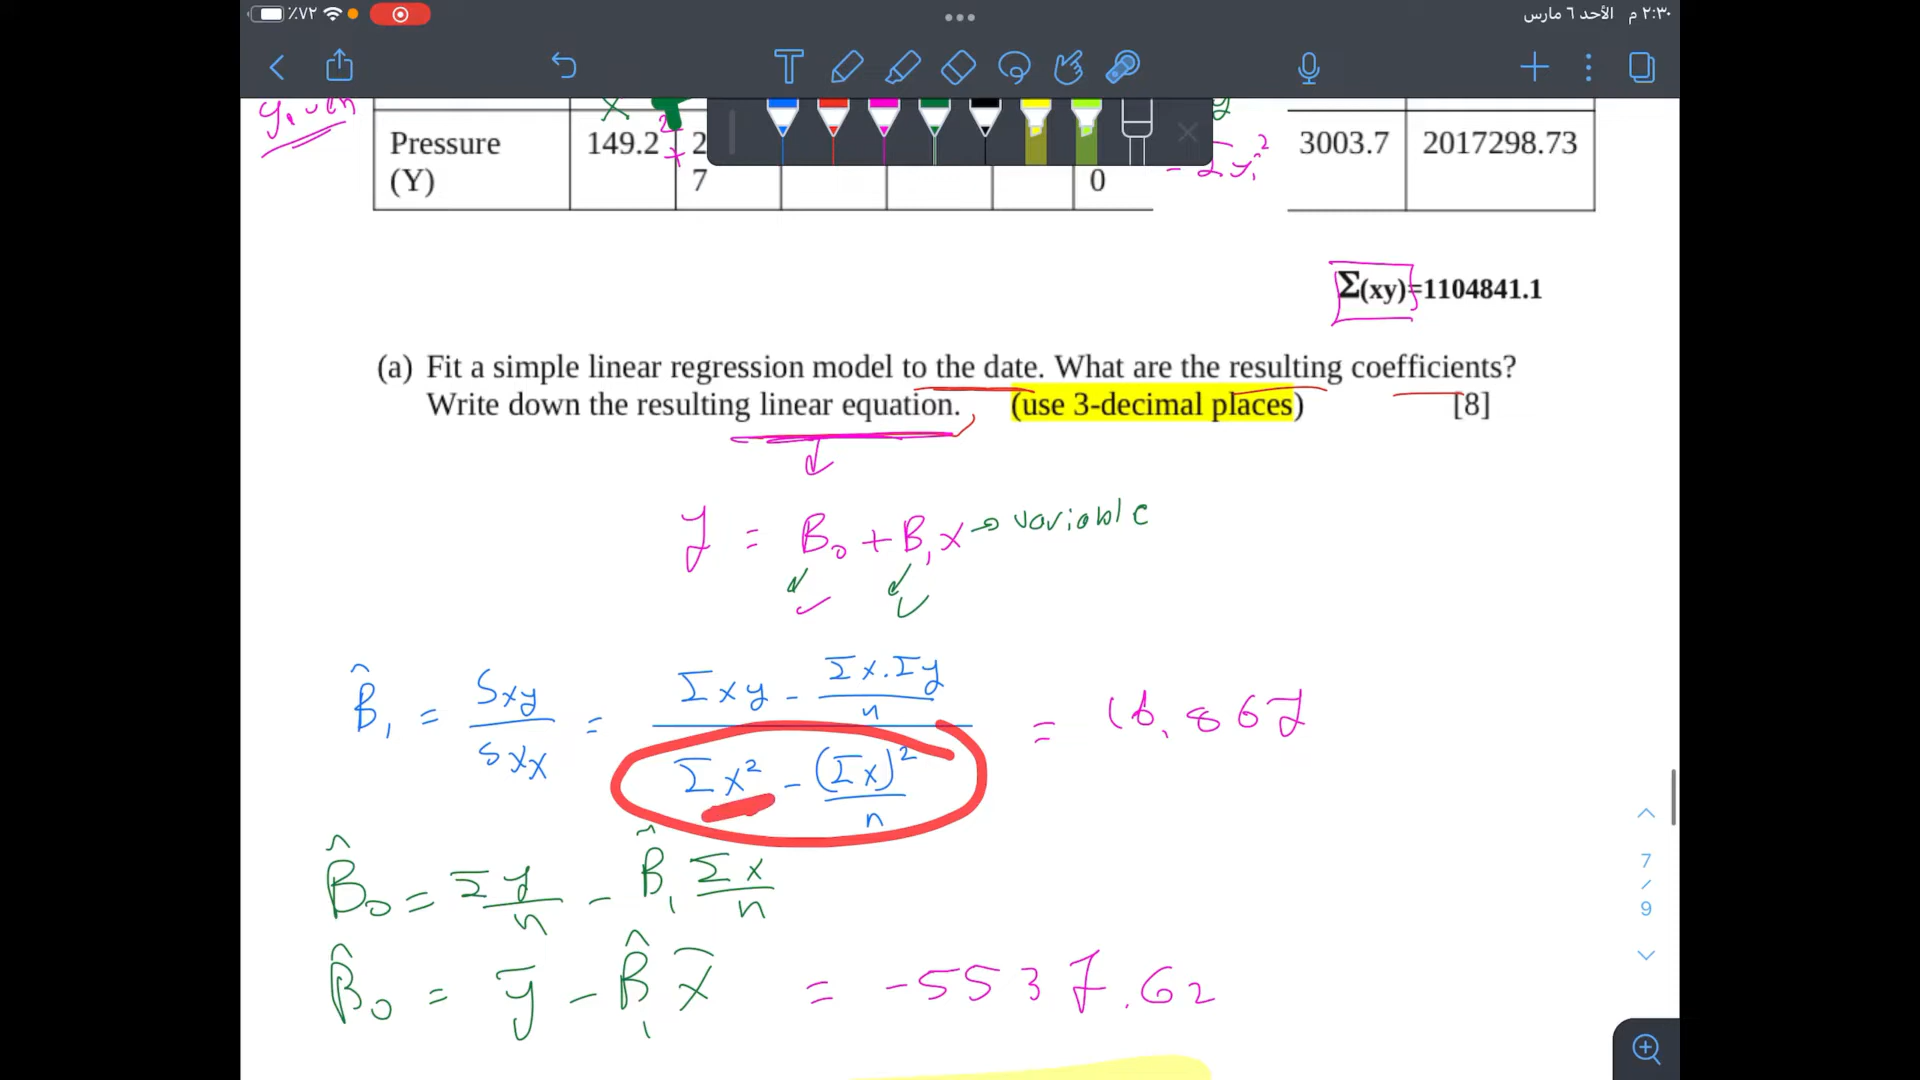 ٪٧٢ ٢:٣٠ م الأحد ٦ مارس
T
Pressure (Y) 149.2 2 7 0 - Σy,² 3003.7 2017298.73
Σ(xy)=1104841.1
(a) Fit a simple linear regression model to the date. What are the resulting coefficients?
Write down the resulting linear equation. (use 3-decimal places) [8]
y = B₀ + B₁x → variable
B̂₁ = Sxy / Sxx = (Σxy - Σx.Σy / n) / (Σx² - (Σx)² / n) = 16.867
B̂₀ = Σy / n - B̂₁ Σx / n
B̂₀ = ȳ - B̂₁ x̄ = -5537.62
7
/
9